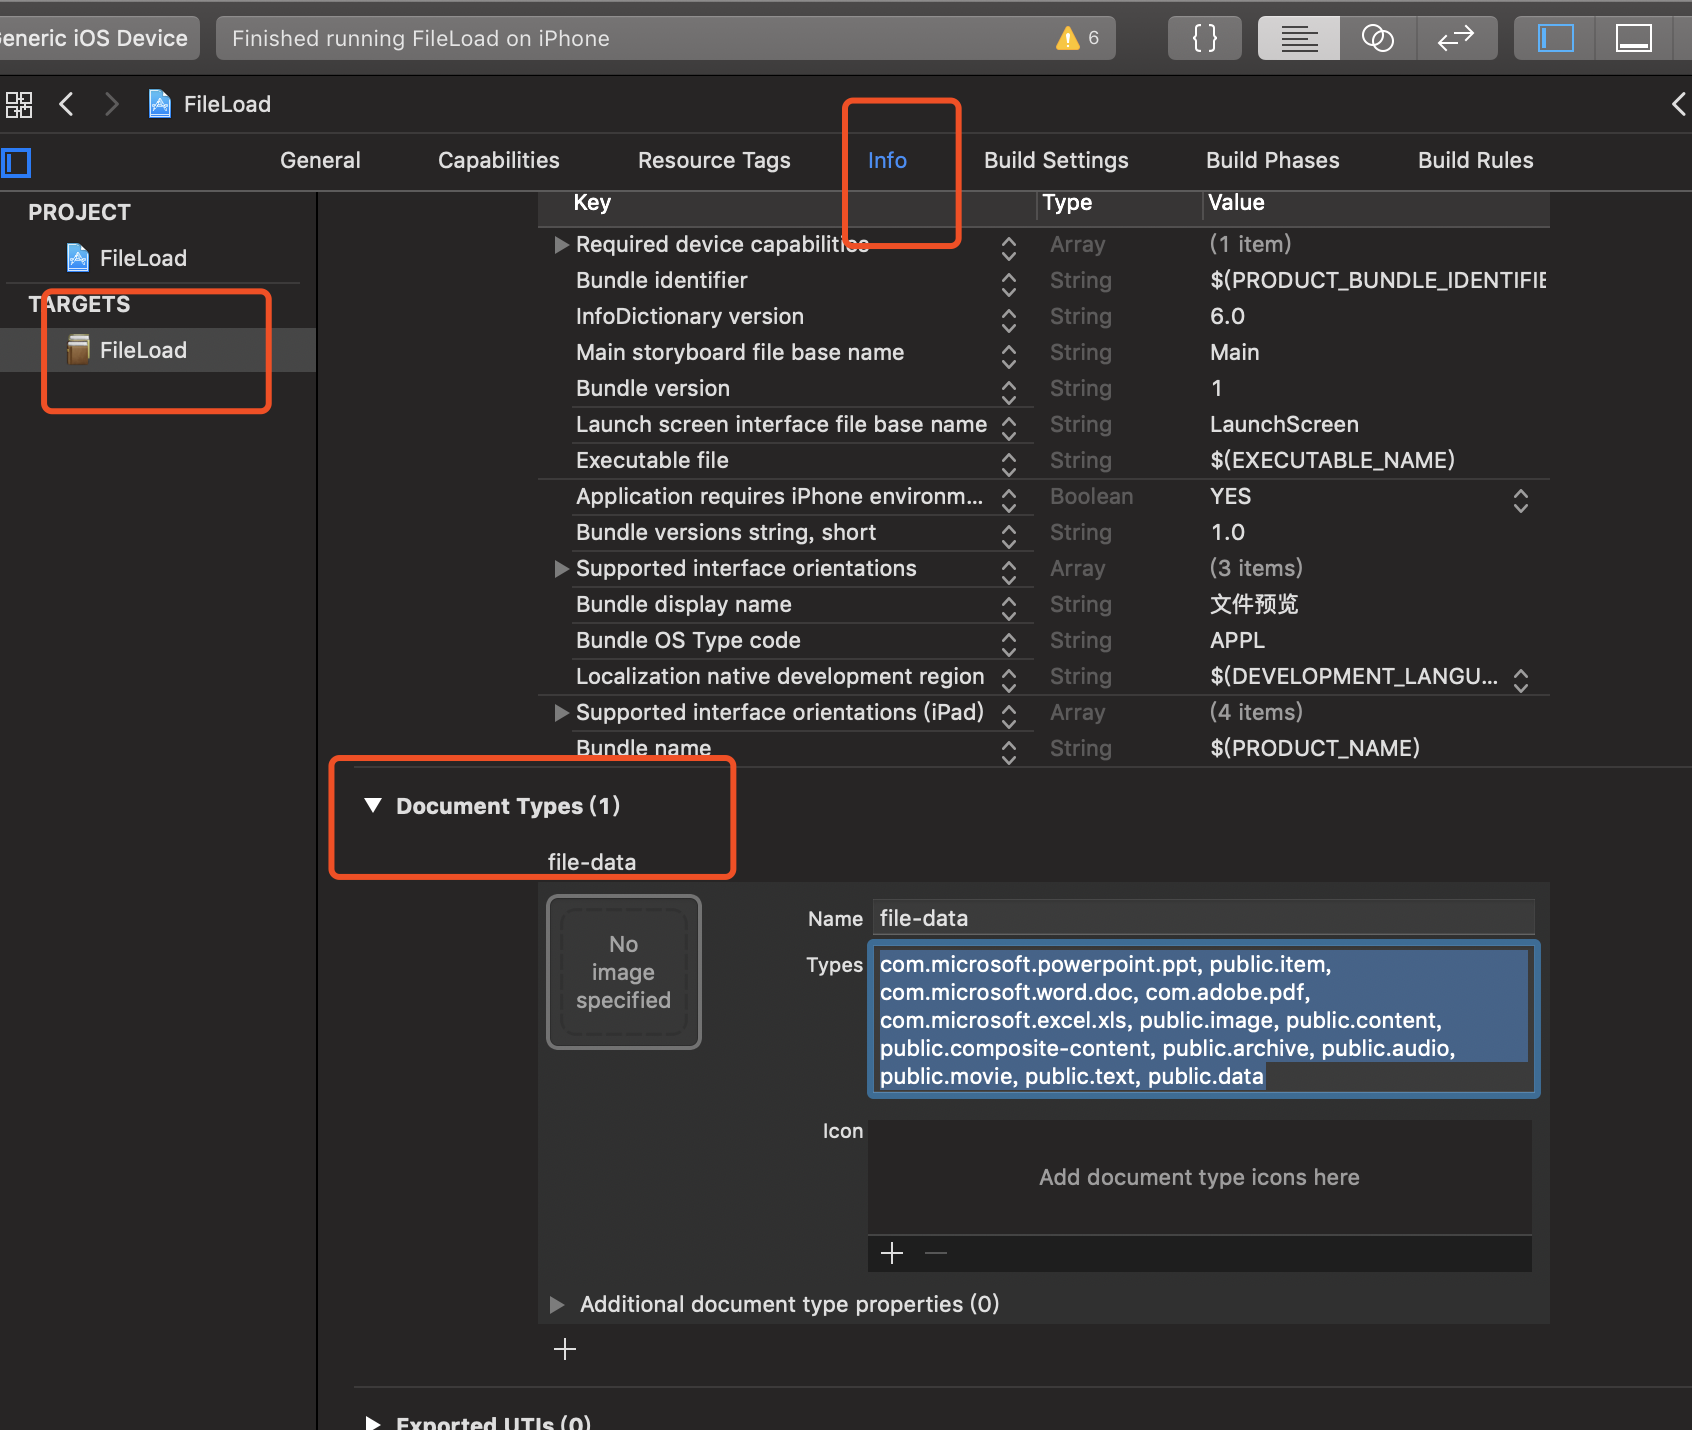 eneric iOS Device
Finished running FileLoad on iPhone
6
{ }
FileLoad
General
Capabilities
Resource Tags
Info
Build Settings
Build Phases
Build Rules
PROJECT
FileLoad
TARGETS
FileLoad
Key
Type
Value
Required device capabilities
Array
(1 item)
Bundle identifier
String
$(PRODUCT_BUNDLE_IDENTIFIE
InfoDictionary version
String
6.0
Main storyboard file base name
String
Main
Bundle version
String
1
Launch screen interface file base name
String
LaunchScreen
Executable file
String
$(EXECUTABLE_NAME)
Application requires iPhone environm...
Boolean
YES
Bundle versions string, short
String
1.0
Supported interface orientations
Array
(3 items)
Bundle display name
String
文件预览
Bundle OS Type code
String
APPL
Localization native development region
String
$(DEVELOPMENT_LANGU...
Supported interface orientations (iPad)
Array
(4 items)
Bundle name
String
$(PRODUCT_NAME)
Document Types (1)
file-data
No
image
specified
Name
file-data
Types
com.microsoft.powerpoint.ppt, public.item,
com.microsoft.word.doc, com.adobe.pdf,
com.microsoft.excel.xls, public.image, public.content,
public.composite-content, public.archive, public.audio,
public.movie, public.text, public.data
Icon
Add document type icons here
Additional document type properties (0)
Exported UTIs (0)